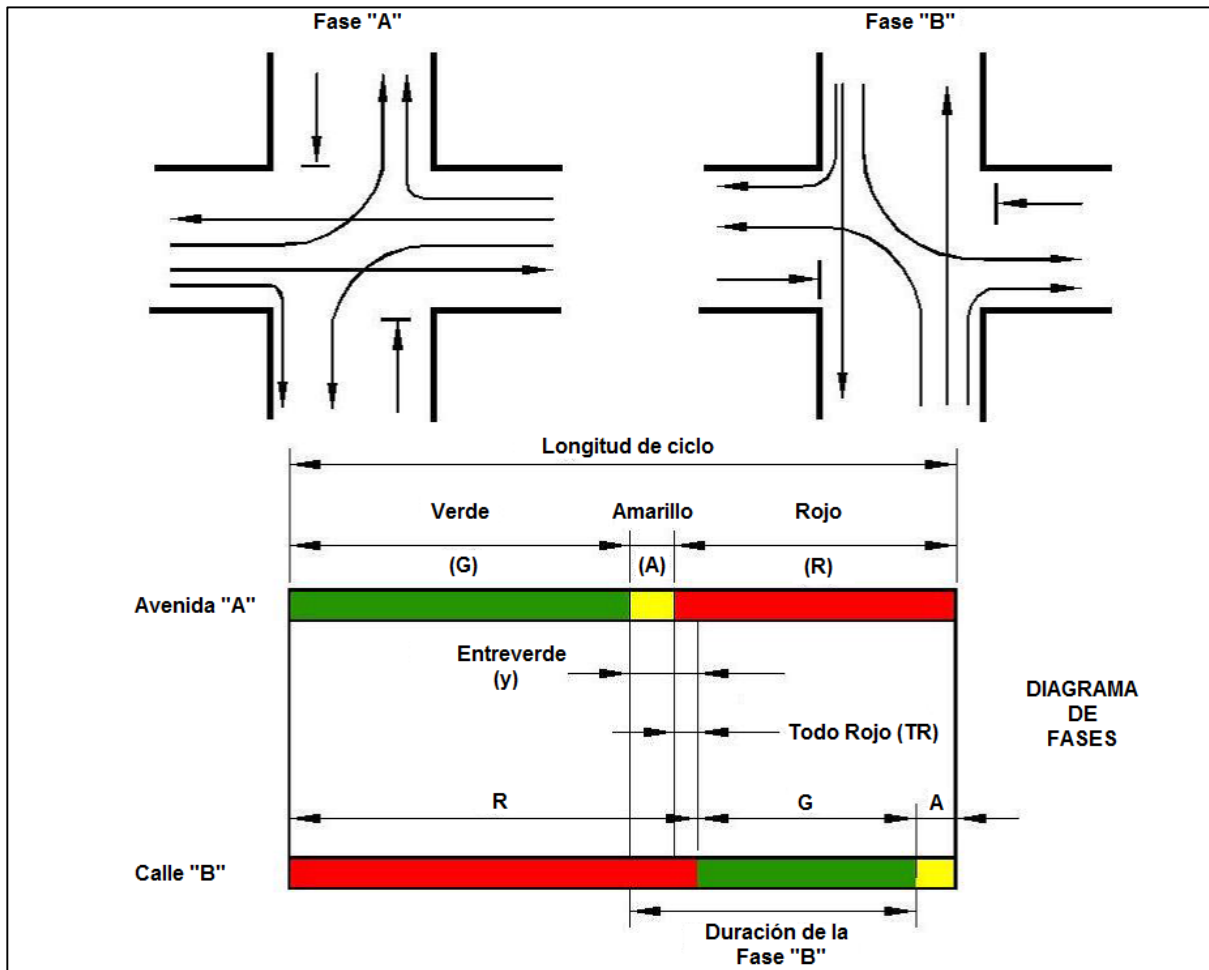 Fase "A"
Fase "B"
Longitud de ciclo
Verde
Amarillo
Rojo
(G)
(A)
(R)
Avenida "A"
Entreverde
(y)
Todo Rojo (TR)
DIAGRAMA
DE
FASES
R
G
A
Calle "B"
Duración de la
Fase "B"